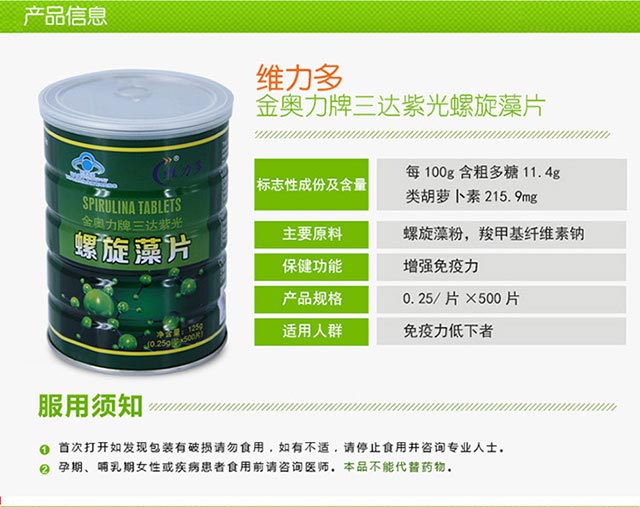 产品信息
维力多
金奥力牌三达紫光螺旋藻片
标志性成份及含量
每 100g 含粗多糖 11.4g
类胡萝卜素 215.9mg
主要原料
螺旋藻粉，羧甲基纤维素钠
保健功能
增强免疫力
产品规格
0.25/ 片 ×500 片
适用人群
免疫力低下者
维力多
SPIRULINA TABLETS
金奥力牌三达紫光
螺旋藻片
净含量：125g
(0.25g/片×500片)
服用须知
1 首次打开如发现包装有破损请勿食用，如有不适，请停止食用并咨询专业人士。
2 孕期、哺乳期女性或疾病患者食用前请咨询医师。本品不能代替药物。